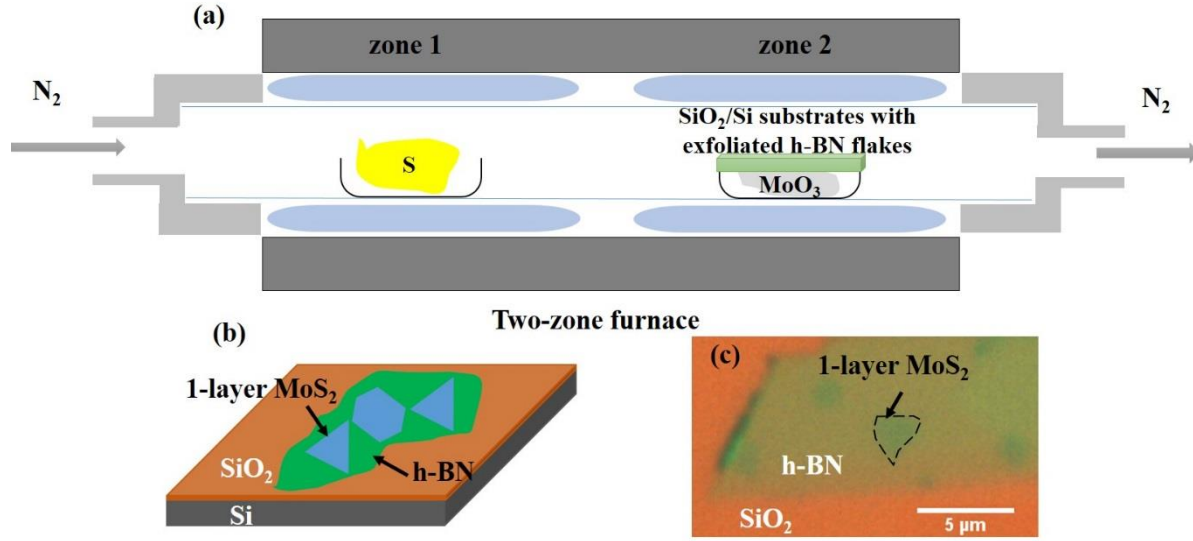 (a)
zone 1
zone 2
N2
N2
SiO2/Si substrates with
exfoliated h-BN flakes
S
MoO3
Two-zone furnace
(b)
1-layer MoS2
SiO2
h-BN
Si
(c)
1-layer MoS2
h-BN
SiO2
5 µm